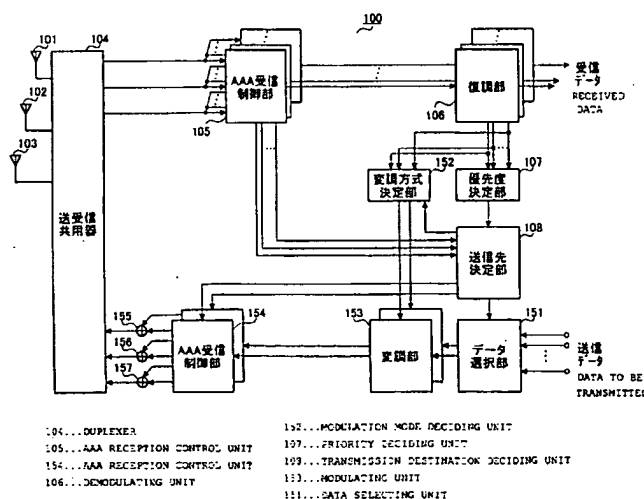 100
101
102
103
104
AAA受信
制御部
105
復調部
106
受信
データ
RECEIVED
DATA
変調方式
決定部
152
優先度
決定部
107
送受信
共用器
送信先
決定部
108
155
156
157
AAA受信
制御部
154
変調部
153
データ
選択部
151
送信
データ
DATA TO BE
TRANSMITTED
104...DUPLEXER
105...AAA RECEPTION CONTROL UNIT
154...AAA RECEPTION CONTROL UNIT
106...DEMODULATING UNIT
152...MODULATION MODE DECIDING UNIT
107...PRIORITY DECIDING UNIT
108...TRANSMISSION DESTINATION DECIDING UNIT
153...MODULATING UNIT
151...DATA SELECTING UNIT